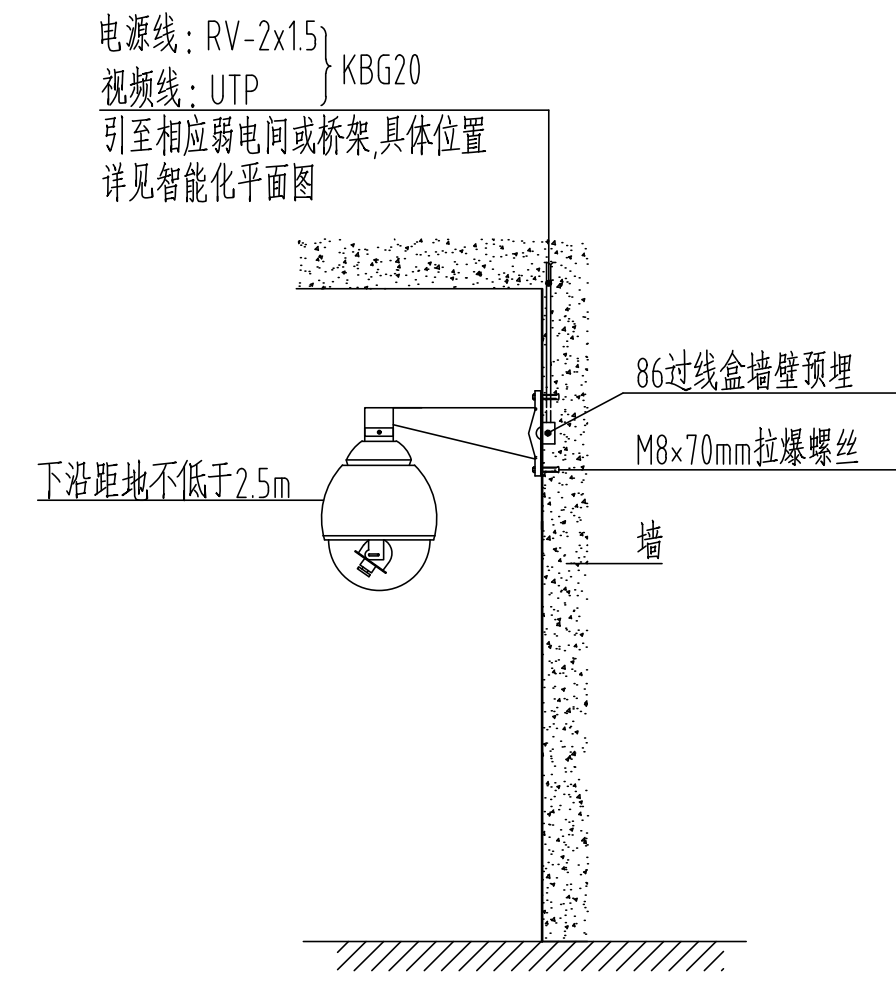 电源线：RV-2x1.5
视频线：UTP
KBG20
引至相应弱电间或桥架,具体位置
详见智能化平面图
86过线盒墙壁预埋
M8×70mm拉爆螺丝
下沿距地不低于2.5m
墙